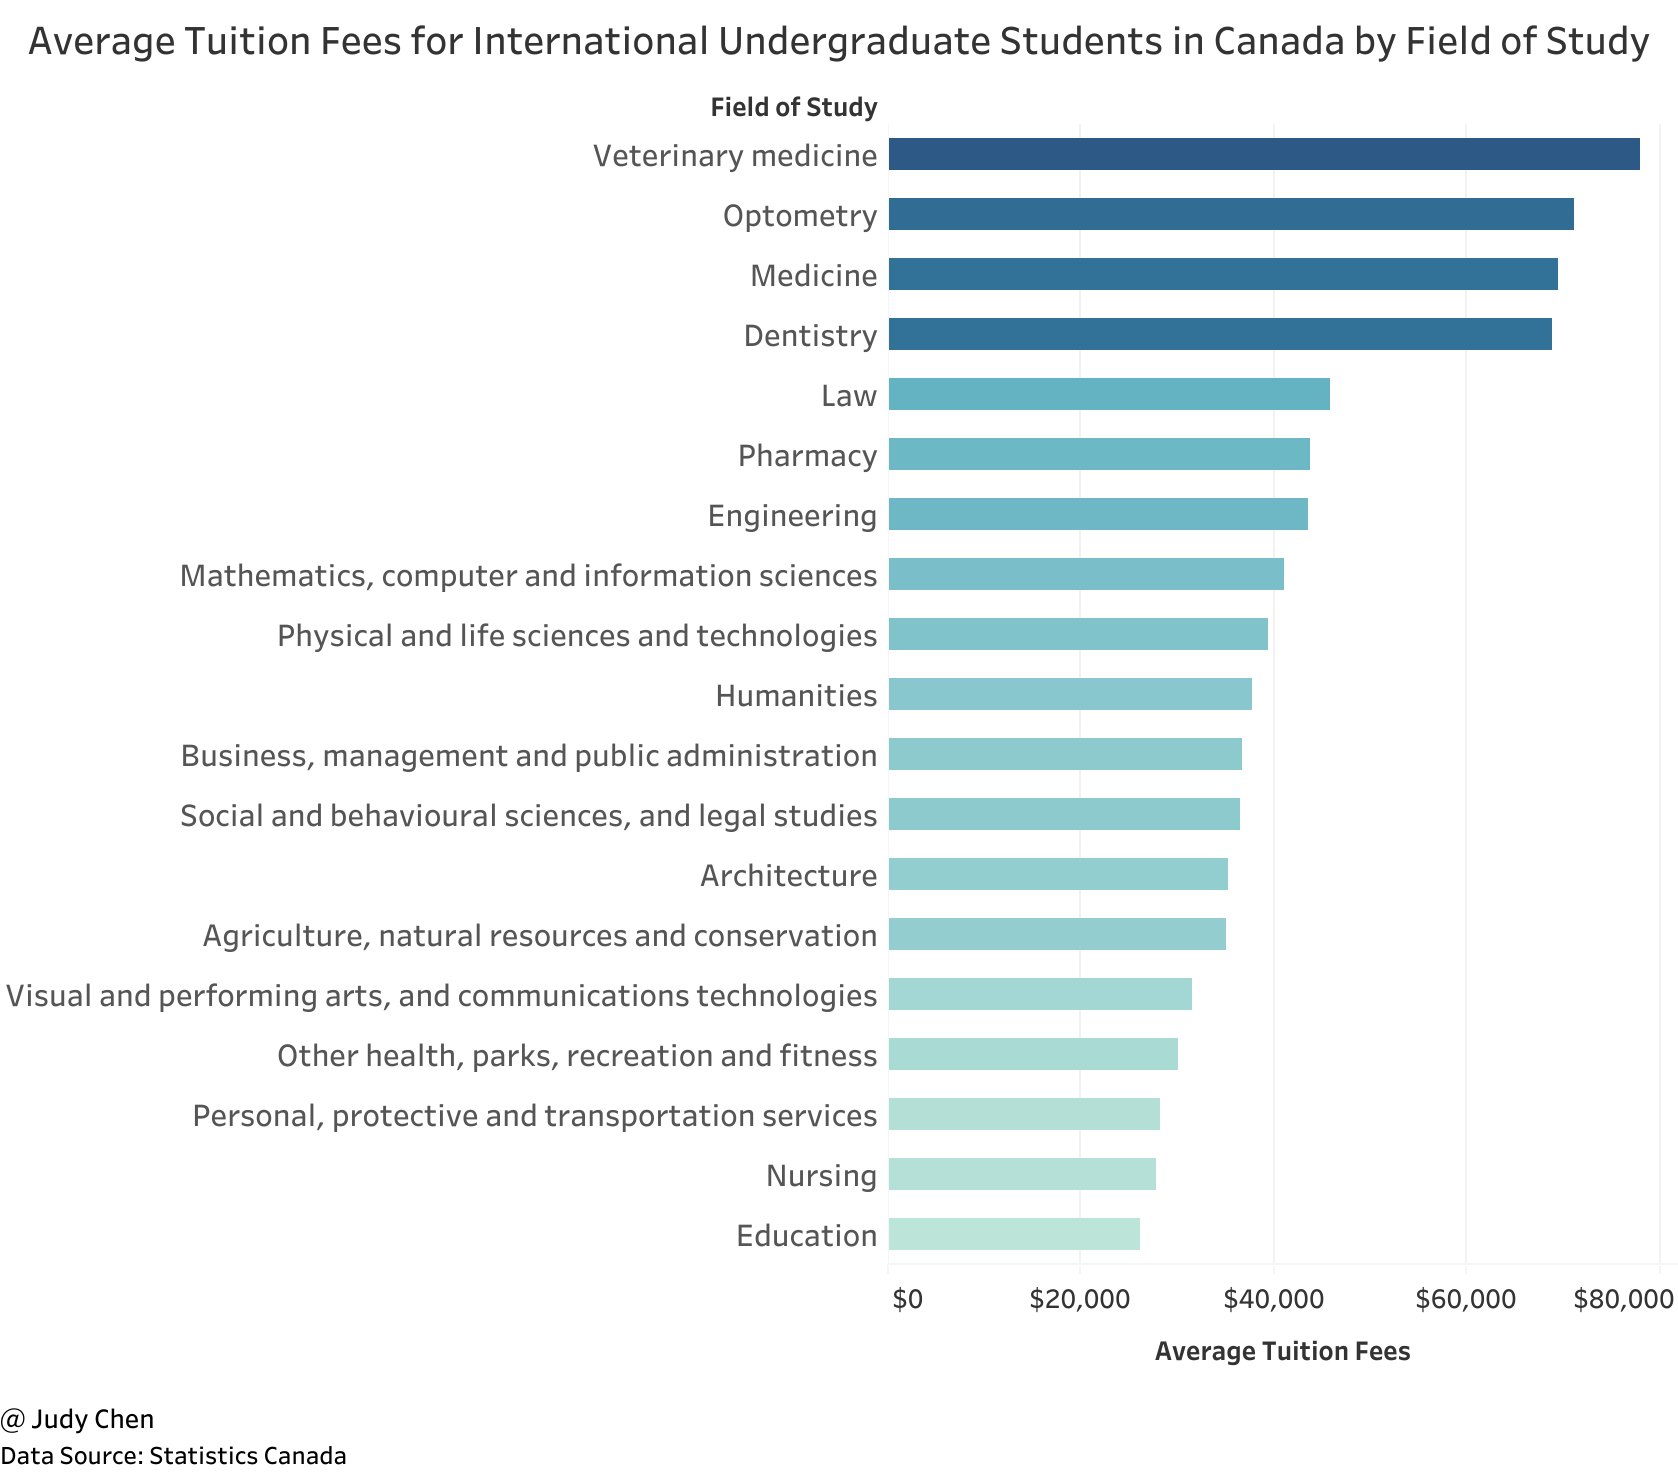 Average Tuition Fees for International Undergraduate Students in Canada by Field of Study
Field of Study
Veterinary medicine
Optometry
Medicine
Dentistry
Law
Pharmacy
Engineering
Mathematics, computer and information sciences
Physical and life sciences and technologies
Humanities
Business, management and public administration
Social and behavioural sciences, and legal studies
Architecture
Agriculture, natural resources and conservation
Visual and performing arts, and communications technologies
Other health, parks, recreation and fitness
Personal, protective and transportation services
Nursing
Education
$0 $20,000 $40,000 $60,000 $80,000
Average Tuition Fees
@ Judy Chen
Data Source: Statistics Canada